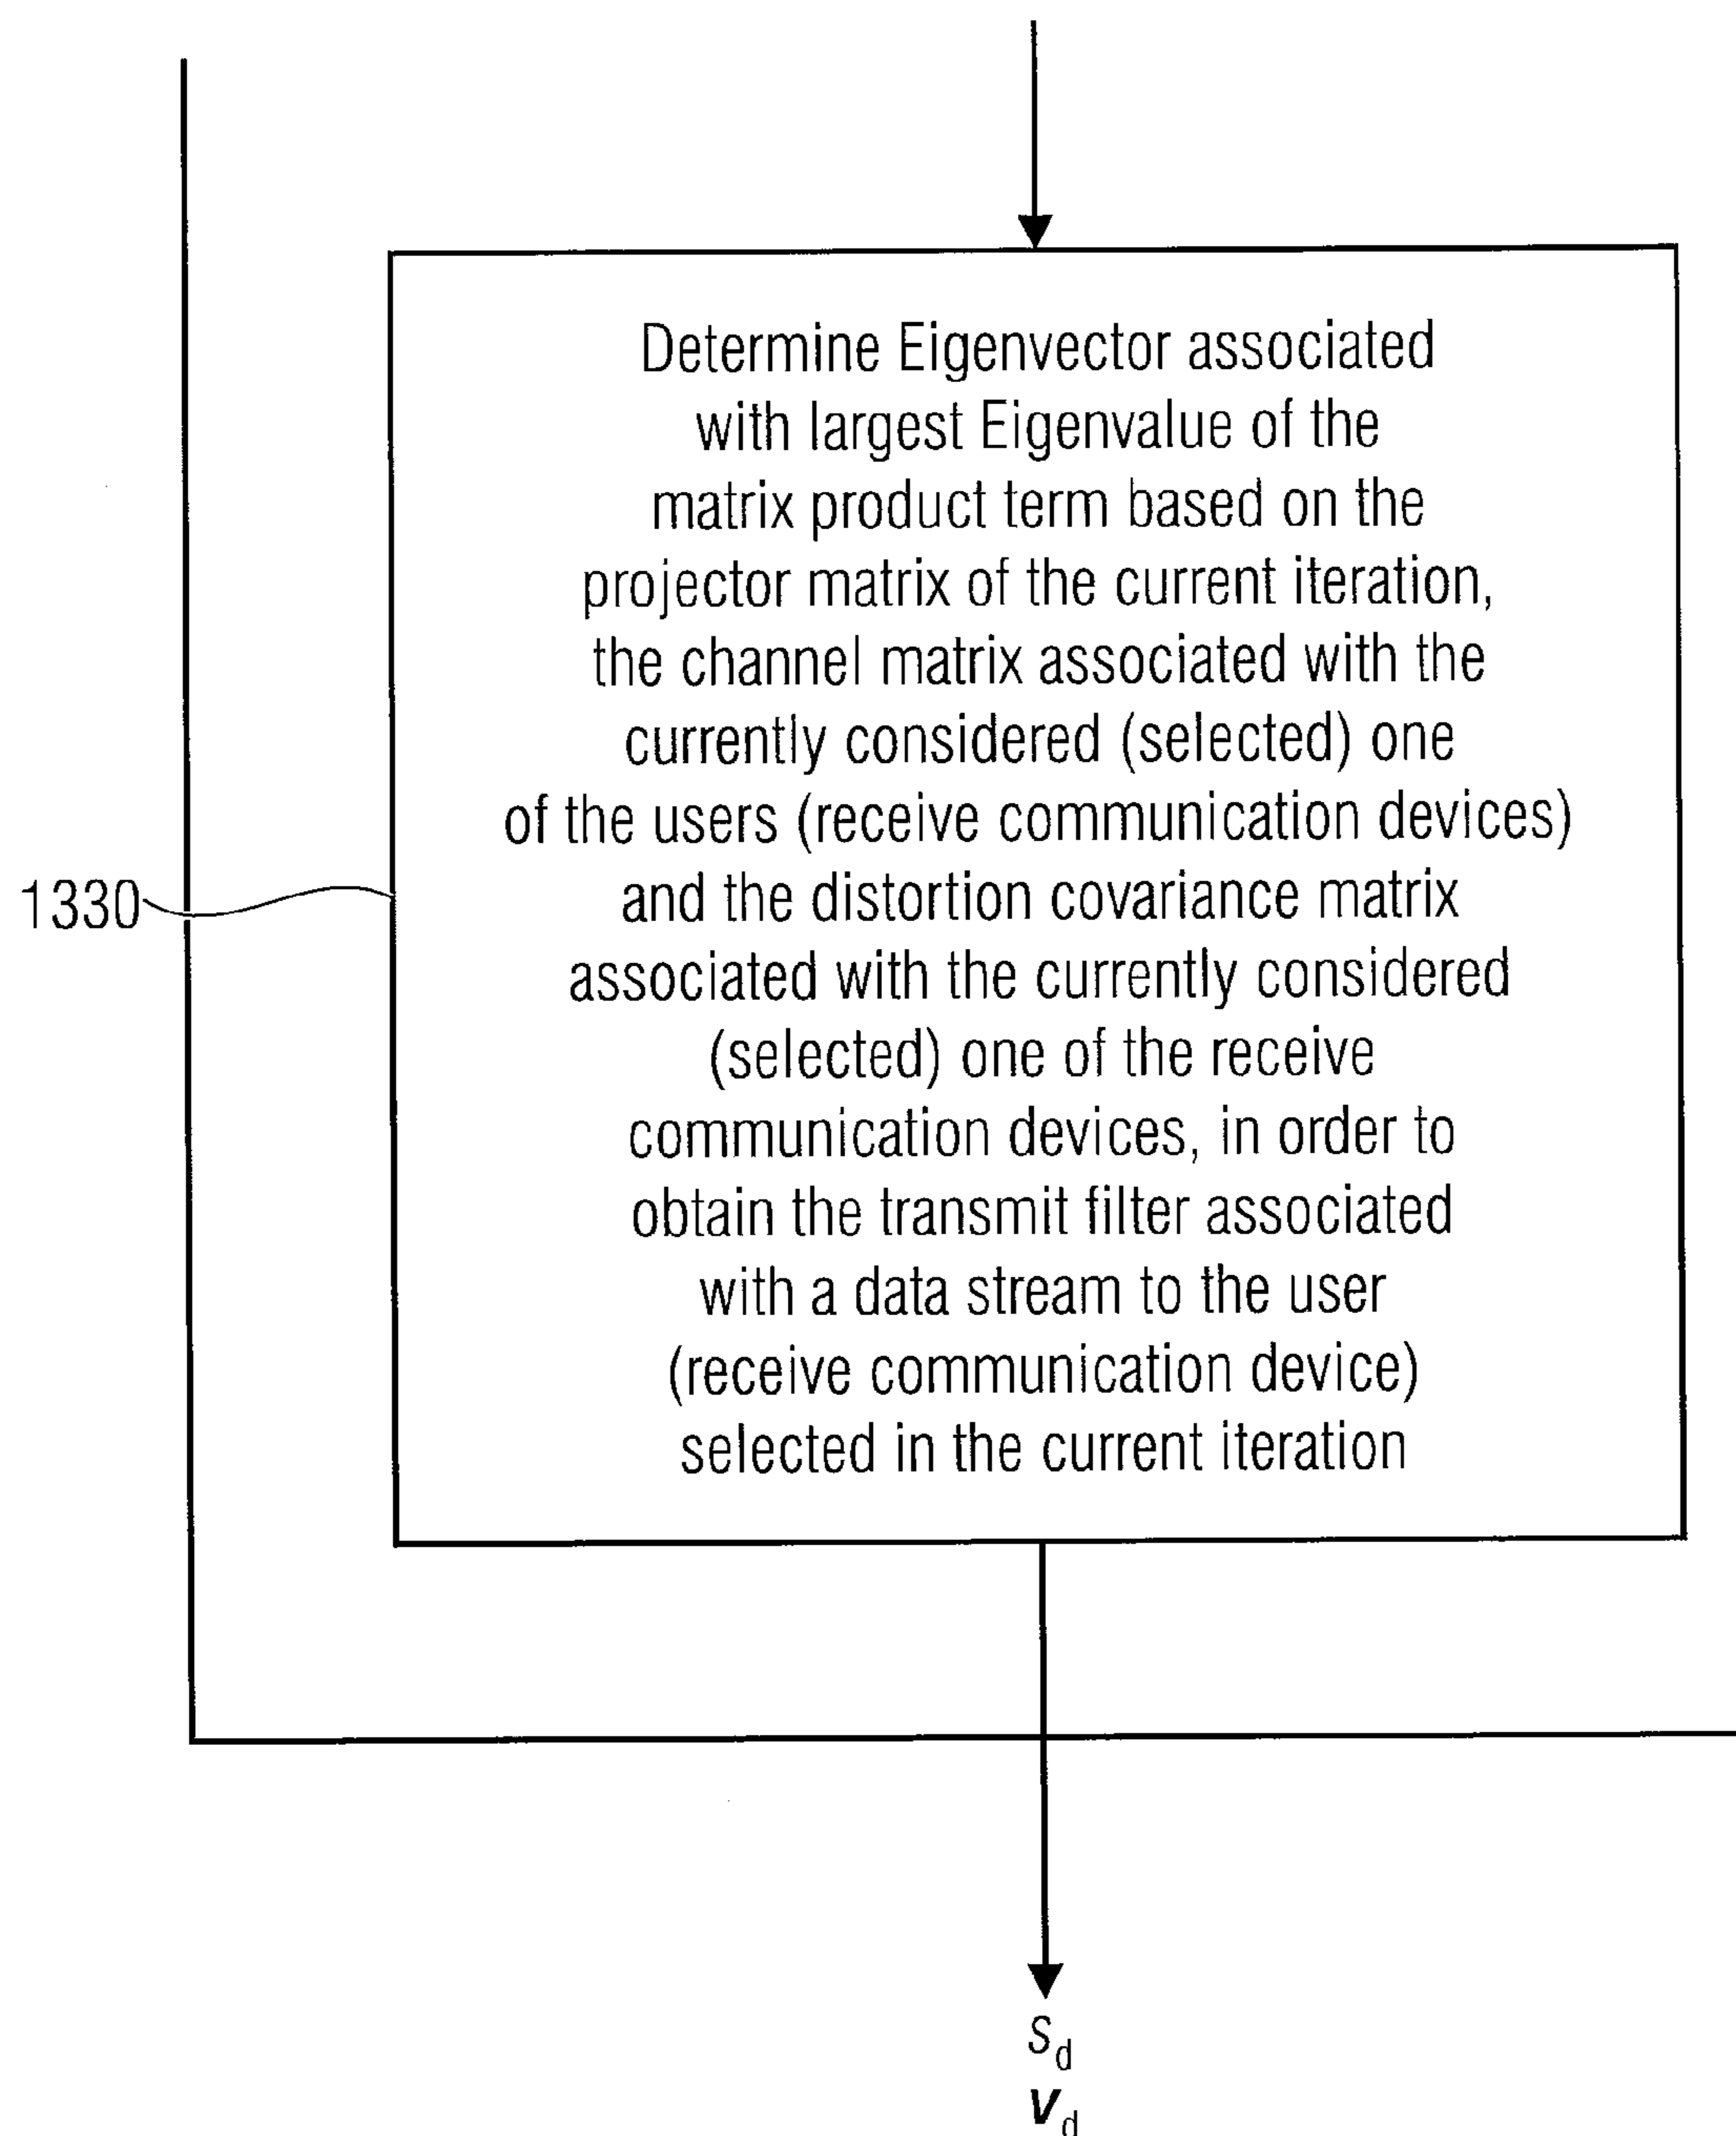 Determine Eigenvector associated
with largest Eigenvalue of the
matrix product term based on the
projector matrix of the current iteration,
the channel matrix associated with the
currently considered (selected) one
of the users (receive communication devices)
1330
and the distortion covariance matrix
associated with the currently considered
(selected) one of the receive
communication devices, in order to
obtain the transmit filter associated
with a data stream to the user
(receive communication device)
selected in the current iteration
s_d
v_d